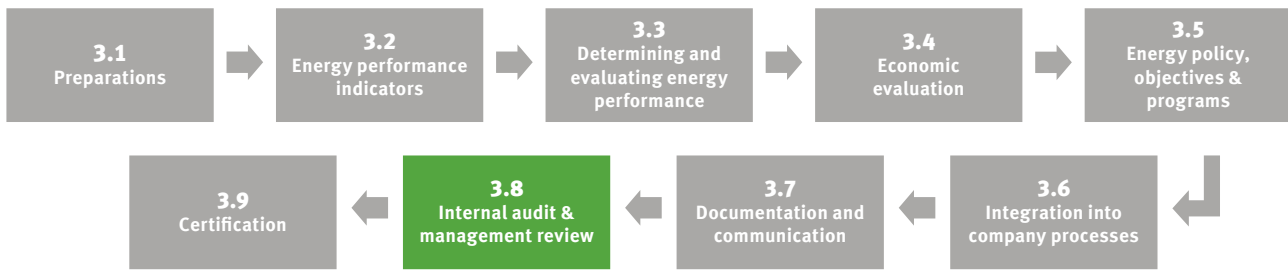 3.1
Preparations
3.2
Energy performance
indicators
3.3
Determining and
evaluating energy
performance
3.4
Economic
evaluation
3.5
Energy policy,
objectives &
programs
3.6
Integration into
company processes
3.7
Documentation and
communication
3.8
Internal audit &
management review
3.9
Certification